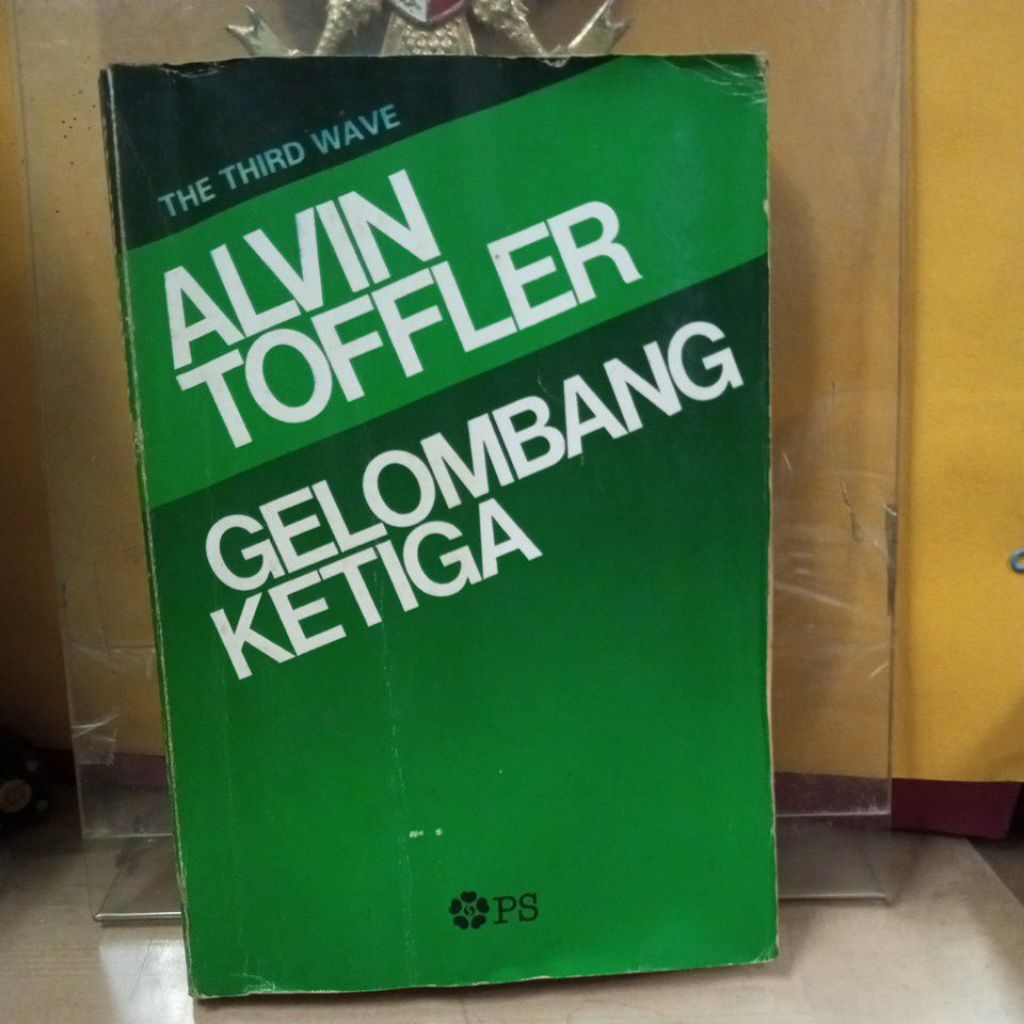 THE THIRD WAVE
ALVIN
TOFFLER
GELOMBANG
KETIGA
PS